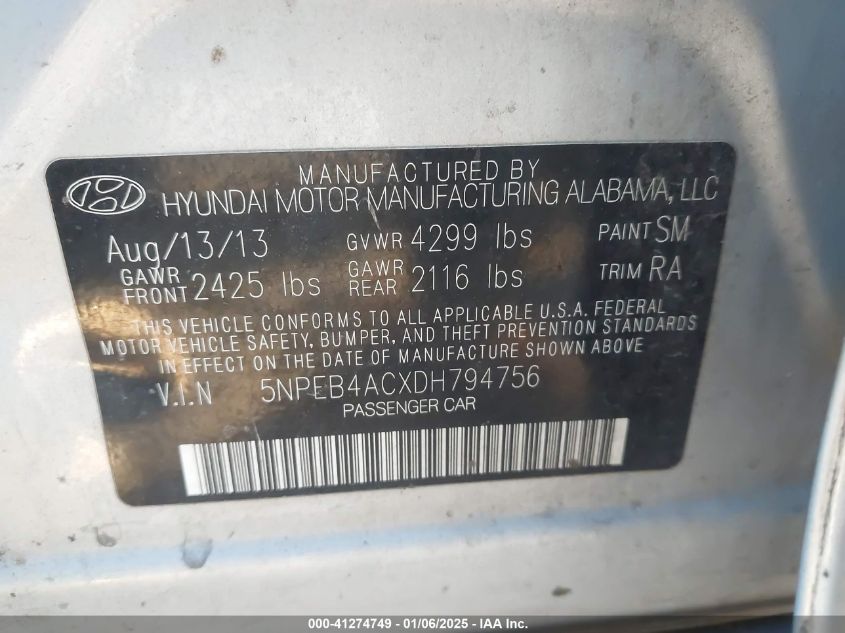 MANUFACTURED BY
HYUNDAI MOTOR MANUFACTURING ALABAMA, LLC
Aug/13/13 GVWR 4299 lbs PAINT SM
GAWR FRONT 2425 lbs GAWR REAR 2116 lbs TRIM RA
THIS VEHICLE CONFORMS TO ALL APPLICABLE U.S.A. FEDERAL
MOTOR VEHICLE SAFETY, BUMPER, AND THEFT PREVENTION STANDARDS
IN EFFECT ON THE DATE OF MANUFACTURE SHOWN ABOVE.
V.I.N 5NPEB4ACXDH794756
PASSENGER CAR
000-41274749 - 01/06/2025 - IAA Inc.